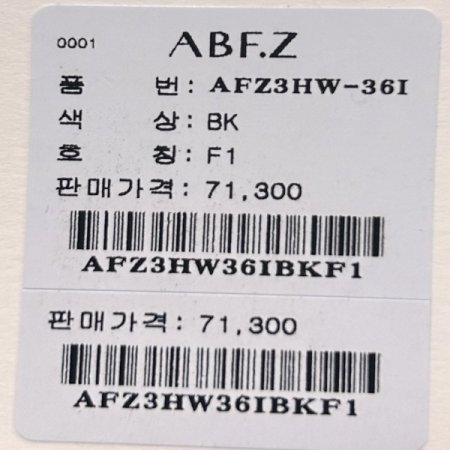 0001 ABF.Z
품 번: AFZ3HW-36I
색 상: BK
호 칭: F1
판매가격: 71,300
AFZ3HW36IBKF1
판매가격: 71,300
AFZ3HW36IBKF1